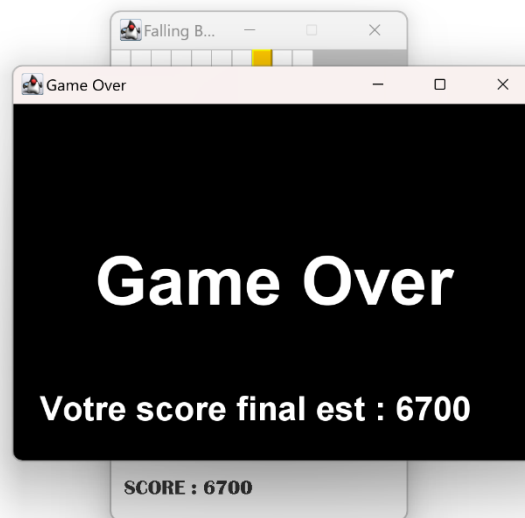 Falling B...
Game Over
Game Over
Votre score final est : 6700
SCORE : 6700